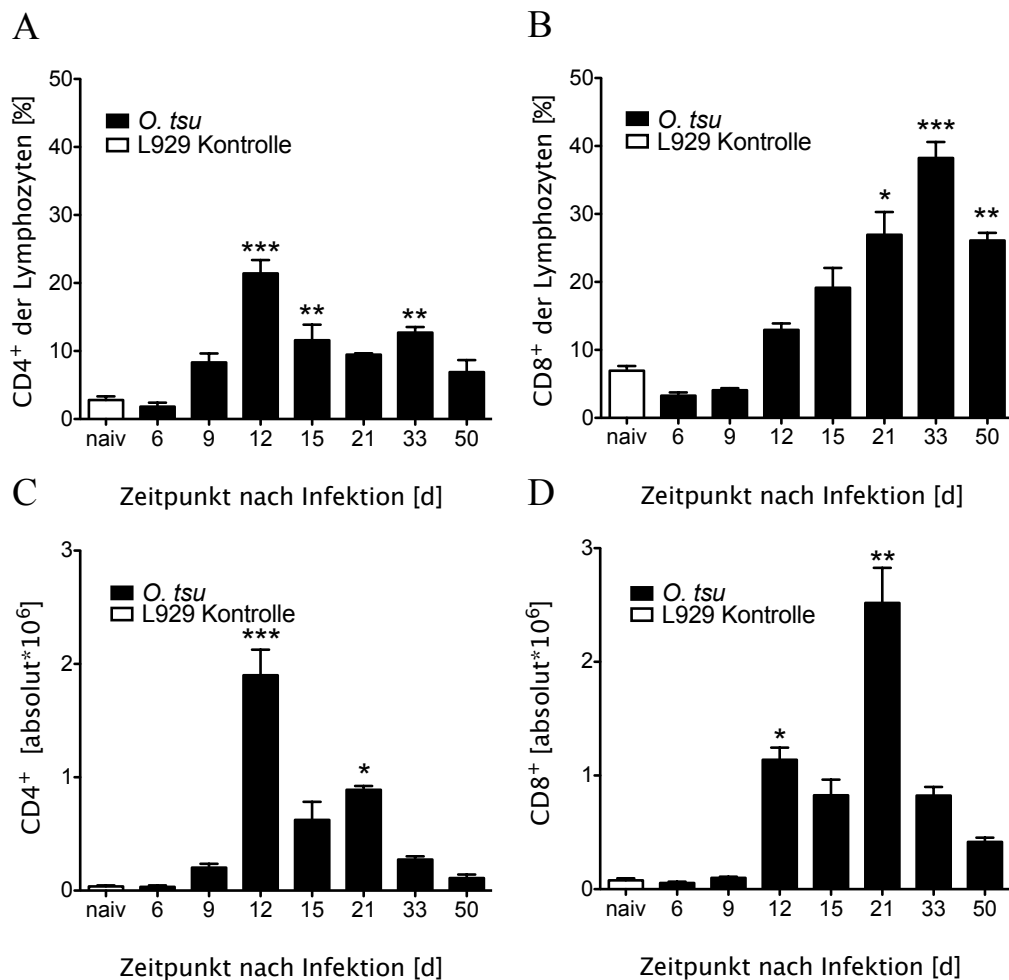 A
CD4⁺ der Lymphozyten [%]
50
40
30
20
10
0
O. tsu
L929 Kontrolle
***
**
**
naiv 6 9 12 15 21 33 50
Zeitpunkt nach Infektion [d]
B
CD8⁺ der Lymphozyten [%]
50
40
30
20
10
0
O. tsu
L929 Kontrolle
*
***
**
naiv 6 9 12 15 21 33 50
Zeitpunkt nach Infektion [d]
C
CD4⁺ [absolut*10⁶]
3
2
1
0
O. tsu
L929 Kontrolle
***
*
naiv 6 9 12 15 21 33 50
Zeitpunkt nach Infektion [d]
D
CD8⁺ [absolut*10⁶]
3
2
1
0
O. tsu
L929 Kontrolle
*
**
naiv 6 9 12 15 21 33 50
Zeitpunkt nach Infektion [d]